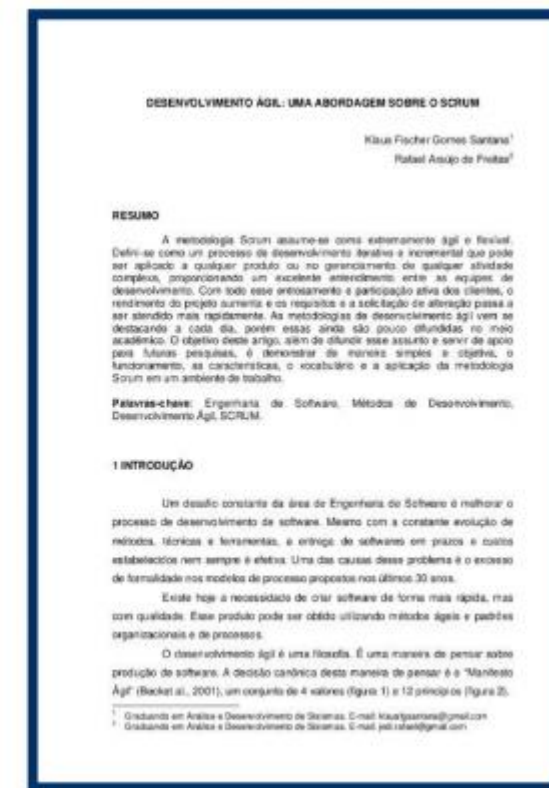 DESENVOLVIMENTO ÁGIL: UMA ABORDAGEM SOBRE O SCRUM
Klaus Fischer Gomes Santana¹
Rafael Araújo de Freitas²
RESUMO
A metodologia Scrum assume-se como extremamente ágil e flexível.
Defini-se como um processo de desenvolvimento iterativo e incremental que pode
ser aplicado a qualquer produto ou no gerenciamento de qualquer atividade
complexa, proporcionando um excelente entendimento entre as equipes de
desenvolvimento. Com todo esse entrosamento e participação ativa dos clientes, o
rendimento do projeto aumenta e os requisitos e a solicitação de alteração passa a
ser atendido mais rapidamente. As metodologias de desenvolvimento ágil vem se
destacando a cada dia, porém essas ainda são pouco difundidas no meio
acadêmico. O objetivo deste artigo, além de difundir esse assunto e servir de apoio
para futuras pesquisas, é demonstrar de maneira simples e objetiva, o
funcionamento, as características, o vocabulário e a aplicação da metodologia
Scrum em um ambiente de trabalho.
Palavras-chave: Engenharia de Software, Métodos de Desenvolvimento,
Desenvolvimento Ágil, SCRUM.
1 INTRODUÇÃO
Um desafio constante da área de Engenharia de Software é melhorar o
processo de desenvolvimento de software. Mesmo com a constante evolução de
métodos, técnicas e ferramentas, a entrega de softwares em prazos e custos
estabelecidos nem sempre é efetiva. Uma das causas desse problema é o excesso
de formalidade nos modelos de processo propostos nos últimos 30 anos.
Existe hoje a necessidade de criar software de forma mais rápida, mas
com qualidade. Esse produto pode ser obtido utilizando métodos ágeis e padrões
organizacionais e de processos.
O desenvolvimento ágil é uma filosofia. É uma maneira de pensar sobre
produção de software. A decisão canônica desta maneira de pensar é o "Manifesto
Ágil" (Becket al., 2001), um conjunto de 4 valores (figura 1) e 12 princípios (figura 2).
¹ Graduando em Análise e Desenvolvimento de Sistemas. E-mail:
² Graduando em Análise e Desenvolvimento de Sistemas. E-mail: